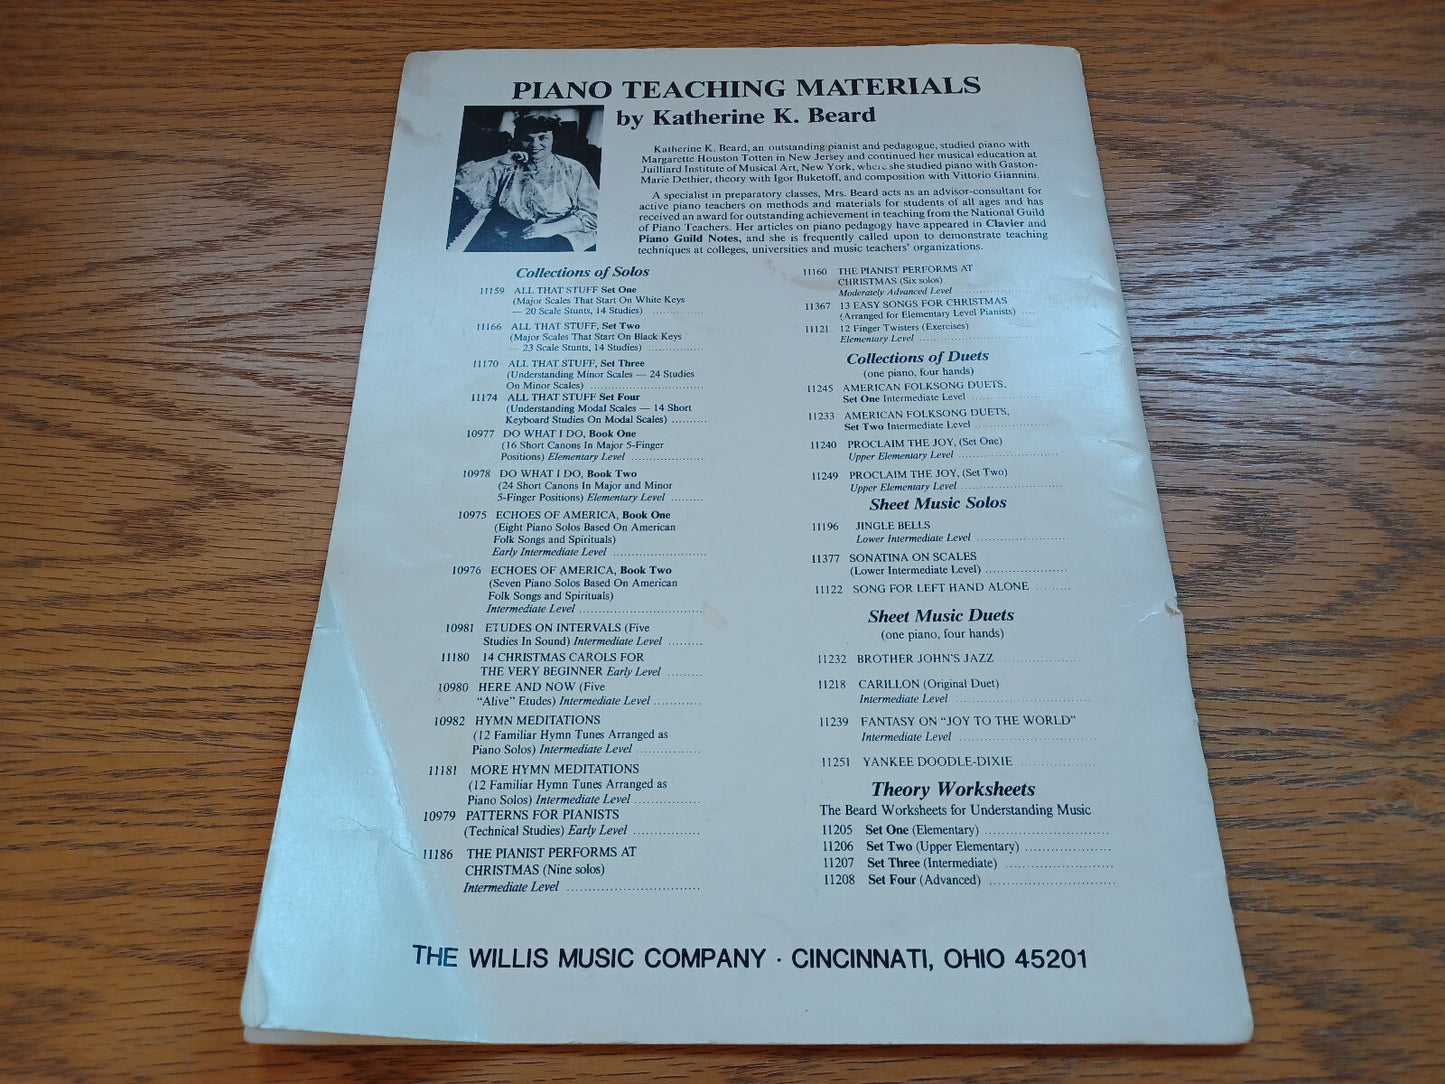 PIANO TEACHING MATERIALS
by Katherine K. Beard
Katherine K. Beard, an outstanding pianist and pedagogue, studied piano with
Margarette Houston Totten in New Jersey and continued her musical education at
Juilliard Institute of Musical Art, New York, where she studied piano with Gaston-
Marie Dethier, theory with Igor Buketoff, and composition with Vittorio Giannini.
A specialist in preparatory classes, Mrs. Beard acts as an advisor-consultant for
active piano teachers on methods and materials for students of all ages and has
received an award for outstanding achievement in teaching from the National Guild
of Piano Teachers. Her articles on piano pedagogy have appeared in Clavier and
Piano Guild Notes, and she is frequently called upon to demonstrate teaching
techniques at colleges, universities and music teachers' organizations.
Collections of Solos
11159 ALL THAT STUFF Set One
(Major Scales That Start On White Keys
— 20 Scale Stunts, 14 Studies)
11166 ALL THAT STUFF, Set Two
(Major Scales That Start On Black Keys
— 23 Scale Stunts, 14 Studies)
11170 ALL THAT STUFF, Set Three
(Understanding Minor Scales — 24 Studies
On Minor Scales)
11174 ALL THAT STUFF Set Four
(Understanding Modal Scales — 14 Short
Keyboard Studies On Modal Scales)
10977 DO WHAT I DO, Book One
(16 Short Canons In Major 5-Finger
Positions) Elementary Level
10978 DO WHAT I DO, Book Two
(24 Short Canons In Major and Minor
5-Finger Positions) Elementary Level
10975 ECHOES OF AMERICA, Book One
(Eight Piano Solos Based On American
Folk Songs and Spirituals)
Early Intermediate Level
10976 ECHOES OF AMERICA, Book Two
(Seven Piano Solos Based On American
Folk Songs and Spirituals)
Intermediate Level
10981 ETUDES ON INTERVALS (Five
Studies In Sound) Intermediate Level
11180 14 CHRISTMAS CAROLS FOR
THE VERY BEGINNER Early Level
10980 HERE AND NOW (Five
"Alive" Etudes) Intermediate Level
10982 HYMN MEDITATIONS
(12 Familiar Hymn Tunes Arranged as
Piano Solos) Intermediate Level
11181 MORE HYMN MEDITATIONS
(12 Familiar Hymn Tunes Arranged as
Piano Solos) Intermediate Level
10979 PATTERNS FOR PIANISTS
(Technical Studies) Early Level
11186 THE PIANIST PERFORMS AT
CHRISTMAS (Nine solos)
Intermediate Level
11160 THE PIANIST PERFORMS AT
CHRISTMAS (Six solos)
Moderately Advanced Level
11367 13 EASY SONGS FOR CHRISTMAS
(Arranged for Elementary Level Pianists)
11121 12 Finger Twisters (Exercises)
Elementary Level
Collections of Duets
(one piano, four hands)
11245 AMERICAN FOLKSONG DUETS,
Set One Intermediate Level
11233 AMERICAN FOLKSONG DUETS,
Set Two Intermediate Level
11240 PROCLAIM THE JOY, (Set One)
Upper Elementary Level
11249 PROCLAIM THE JOY, (Set Two)
Upper Elementary Level
Sheet Music Solos
11196 JINGLE BELLS
Lower Intermediate Level
11377 SONATINA ON SCALES
(Lower Intermediate Level)
11122 SONG FOR LEFT HAND ALONE
Sheet Music Duets
(one piano, four hands)
11232 BROTHER JOHN'S JAZZ
11218 CARILLON (Original Duet)
Intermediate Level
11239 FANTASY ON "JOY TO THE WORLD"
Intermediate Level
11251 YANKEE DOODLE-DIXIE
Theory Worksheets
The Beard Worksheets for Understanding Music
11205 Set One (Elementary)
11206 Set Two (Upper Elementary)
11207 Set Three (Intermediate)
11208 Set Four (Advanced)
THE WILLIS MUSIC COMPANY · CINCINNATI, OHIO 45201